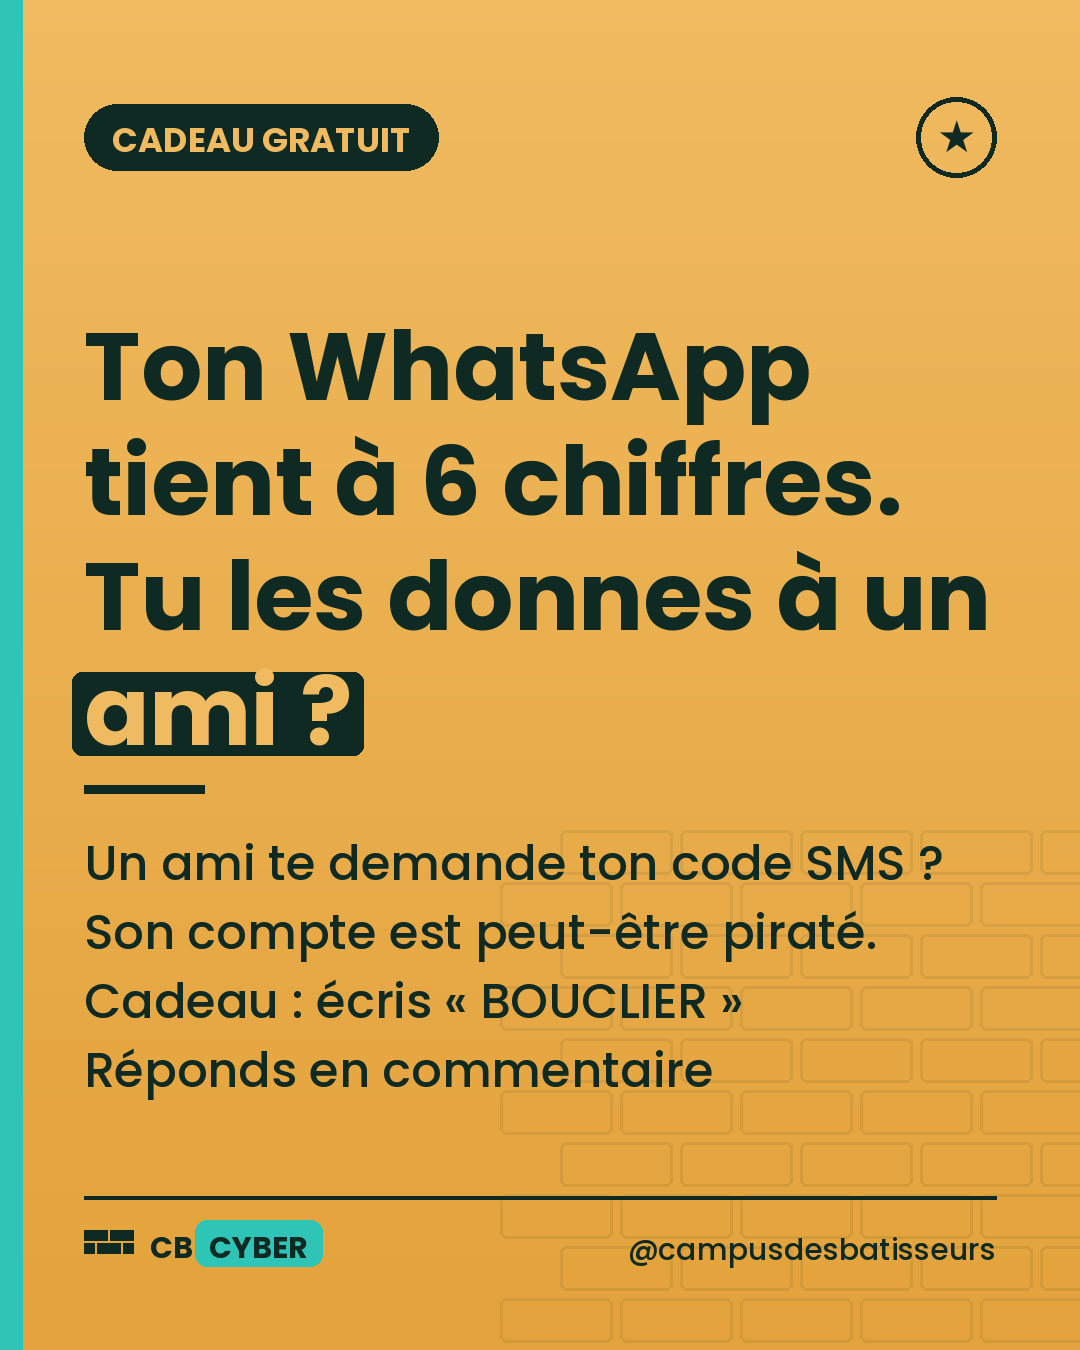 CADEAU GRATUIT
★
Ton WhatsApp
tient à 6 chiffres.
Tu les donnes à un
ami ?
Un ami te demande ton code SMS ?
Son compte est peut-être piraté.
Cadeau : écris « BOUCLIER »
Réponds en commentaire
CB CYBER
@campusdesbatisseurs